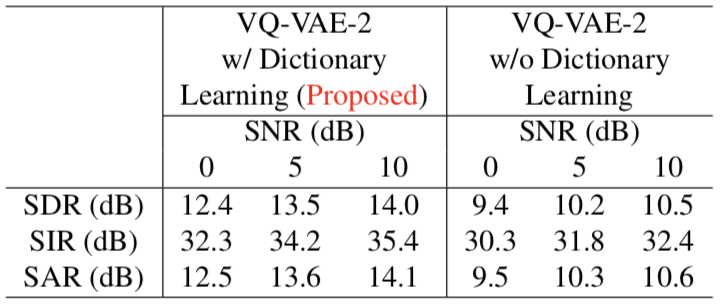 VQ-VAE-2 VQ-VAE-2
w/ Dictionary w/o Dictionary
Learning (Proposed) Learning
SNR (dB) SNR (dB)
0 5 10 0 5 10
SDR (dB) 12.4 13.5 14.0 9.4 10.2 10.5
SIR (dB) 32.3 34.2 35.4 30.3 31.8 32.4
SAR (dB) 12.5 13.6 14.1 9.5 10.3 10.6